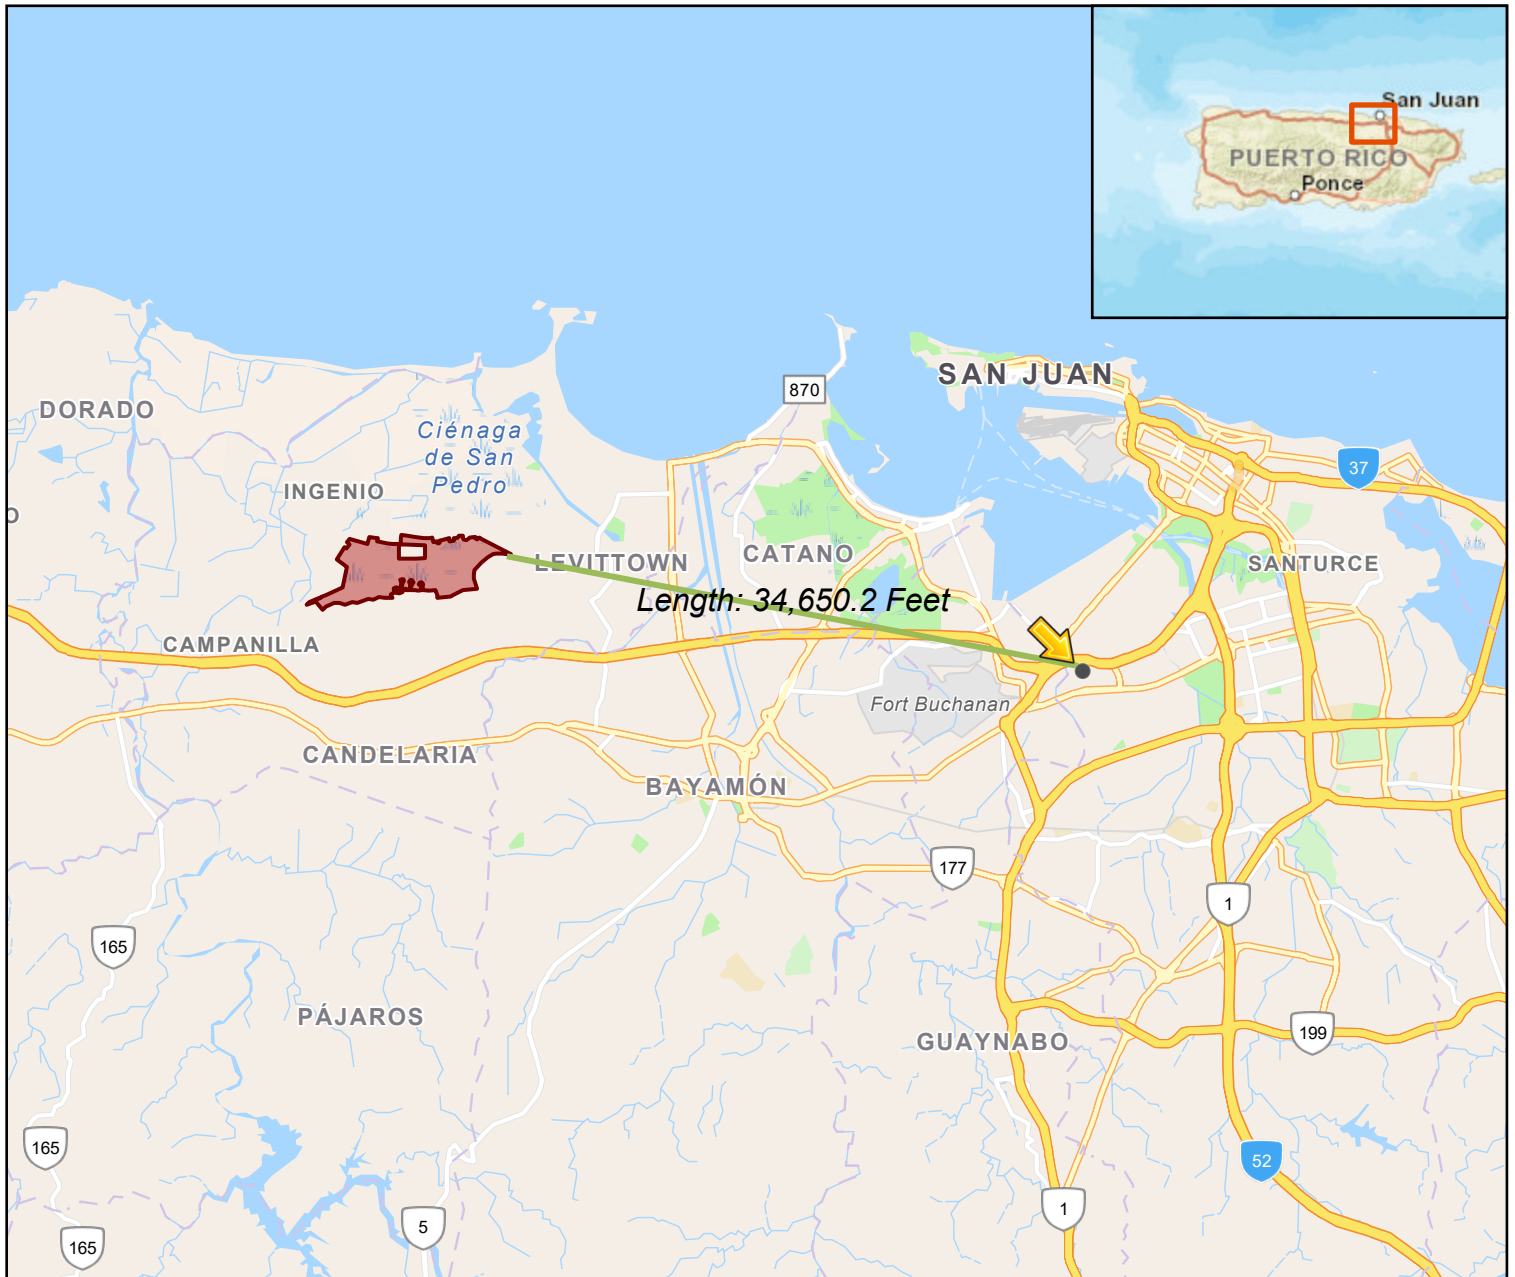 San Juan
PUERTO RICO
Ponce
SAN JUAN
870
DORADO
Ciénaga
de San
Pedro
37
INGENIO
O
LEVITTOWN
CATANO
SANTURCE
Length: 34,650.2 Feet
CAMPANILLA
Fort Buchanan
CANDELARIA
BAYAMÓN
177
1
165
PÁJAROS
GUAYNABO
199
165
52
1
5
165